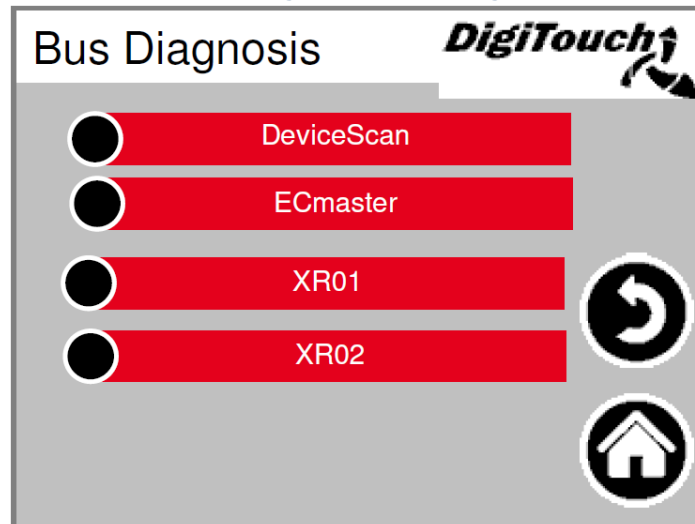 Bus Diagnosis
DigiTouch
DeviceScan
ECmaster
XR01
XR02